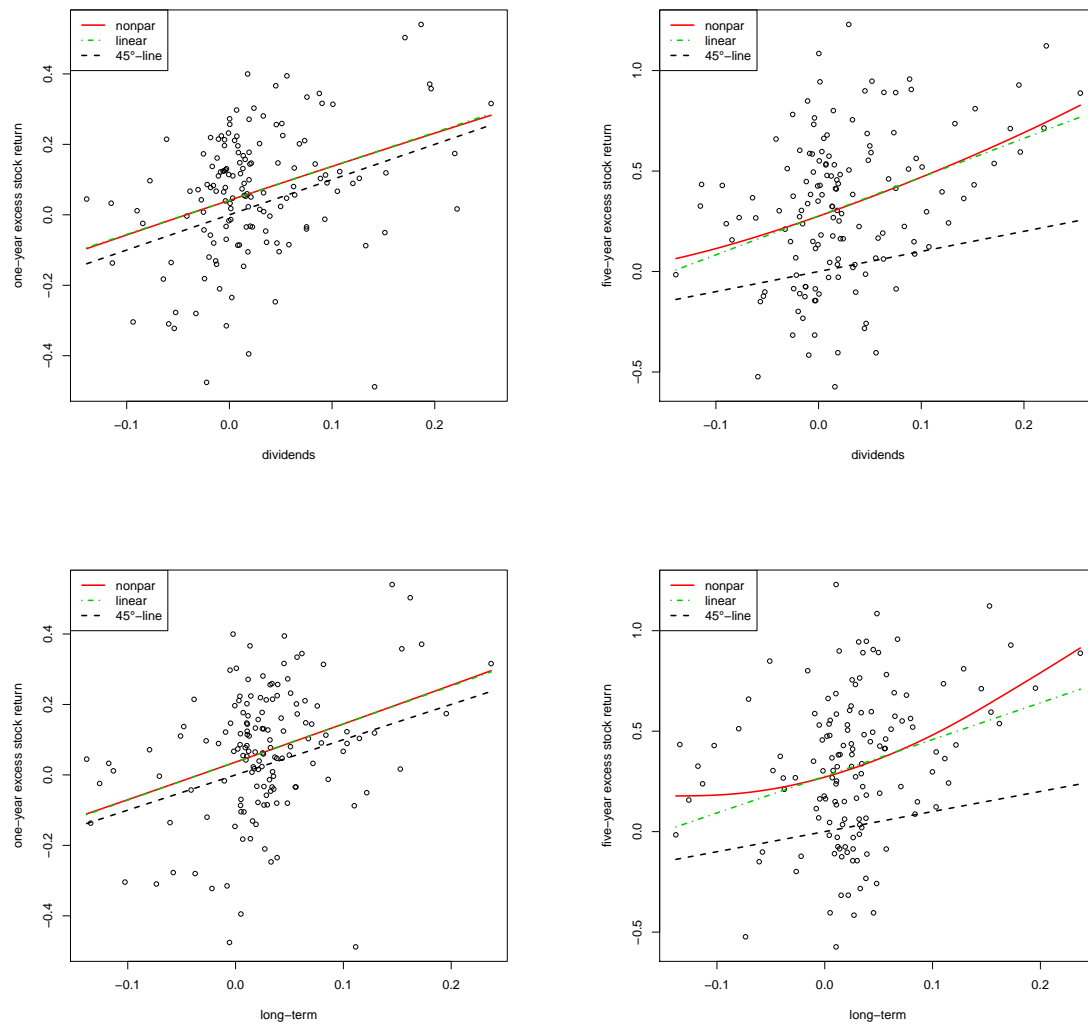 nonpar
linear
45°−line
one−year excess stock return
−0.4 −0.2 0.0 0.2 0.4
−0.1 0.0 0.1 0.2
dividends
nonpar
linear
45°−line
five−year excess stock return
−0.5 0.0 0.5 1.0
−0.1 0.0 0.1 0.2
dividends
nonpar
linear
45°−line
one−year excess stock return
−0.4 −0.2 0.0 0.2 0.4
−0.1 0.0 0.1 0.2
long−term
nonpar
linear
45°−line
five−year excess stock return
−0.5 0.0 0.5 1.0
−0.1 0.0 0.1 0.2
long−term